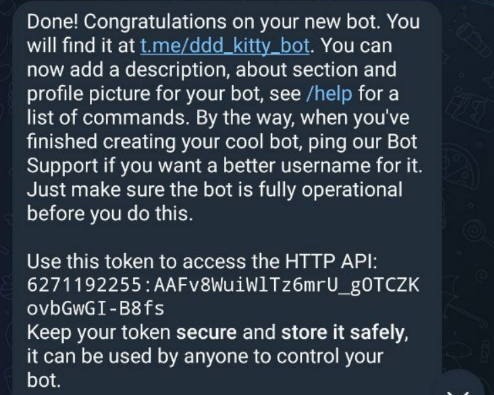 Done! Congratulations on your new bot. You
will find it at t.me/ddd_kitty_bot. You can
now add a description, about section and
profile picture for your bot, see /help for a
list of commands. By the way, when you've
finished creating your cool bot, ping our Bot
Support if you want a better username for it.
Just make sure the bot is fully operational
before you do this.

Use this token to access the HTTP API:
6271192255:AAFv8WuiWlTz6mrU_gOTCZK
ovbGwGI-B8fs
Keep your token secure and store it safely,
it can be used by anyone to control your
bot.